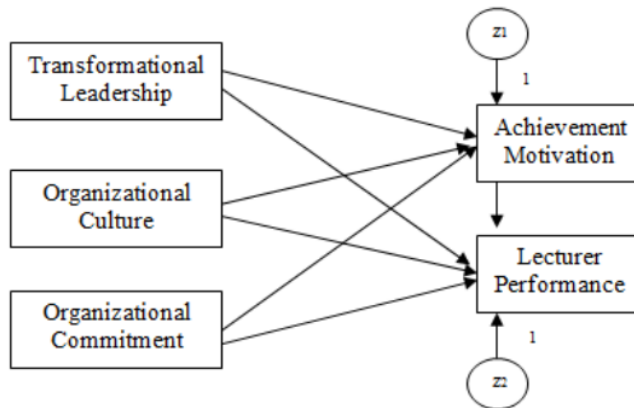 z1
1
Transformational
Leadership
Achievement
Motivation
Organizational
Culture
Lecturer
Performance
Organizational
Commitment
1
z2